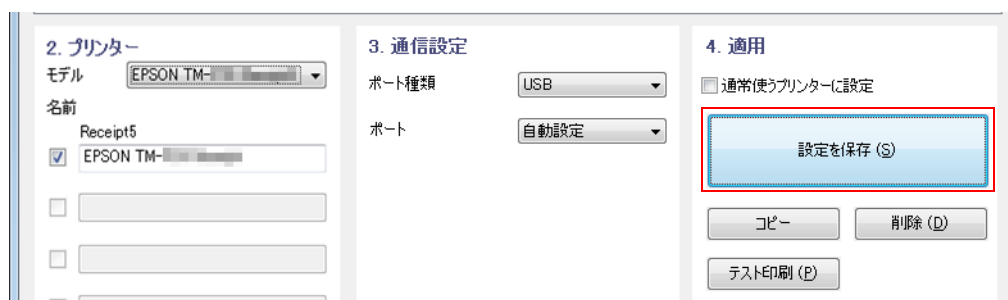 2. プリンター
モデル
EPSON TM-
名前
Receipt5
EPSON TM-
3. 通信設定
ポート種類
USB
ポート
自動設定
4. 適用
通常使うプリンターに設定
設定を保存 (S)
コピー
削除 (D)
テスト印刷 (P)